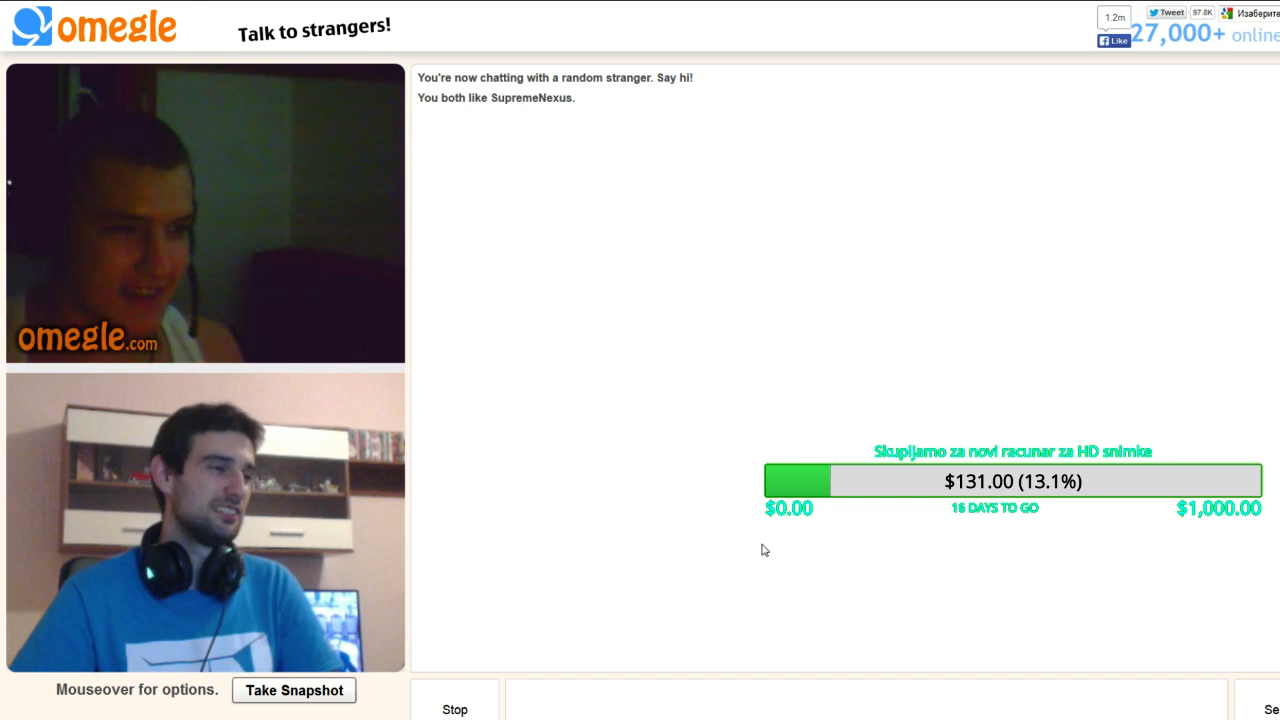 omegle
Talk to strangers!
1.2m
Like
Tweet
97.8K
Изаберите
27,000+ online
You're now chatting with a random stranger. Say hi!
You both like SupremeNexus.
omegle.com
Skupljamo za novi racunar za HD snimke
$131.00 (13.1%)
$0.00
16 DAYS TO GO
$1,000.00
Mouseover for options.
Take Snapshot
Stop
Se